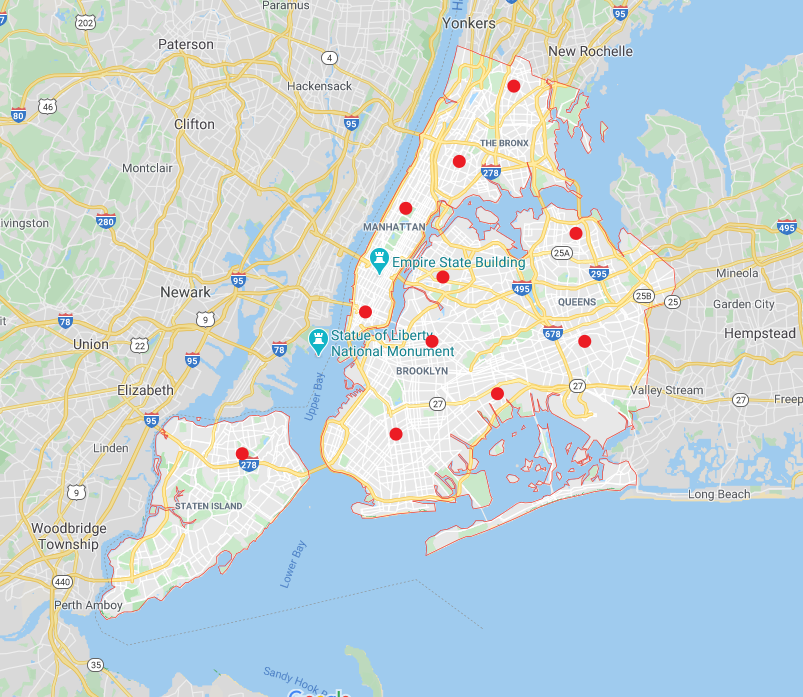 Paramus
202
Yonkers
95
Paterson
New Rochelle
4
Hackensack
46
80
Clifton
95
THE BRONX
Montclair
278
280
MANHATTAN
495
25A
Empire State Building
295
Mineola
95
495
Newark
25B
25
QUEENS
Garden City
9
78
Statue of Liberty
National Monument
678
Hempstead
Union
22
78
95
BROOKLYN
Elizabeth
27
Valley Stream
27
27
Upper Bay
95
Linden
278
9
Long Beach
STATEN ISLAND
Woodbridge
Township
Lower Bay
440
Perth Amboy
35
Sandy Hook
Google